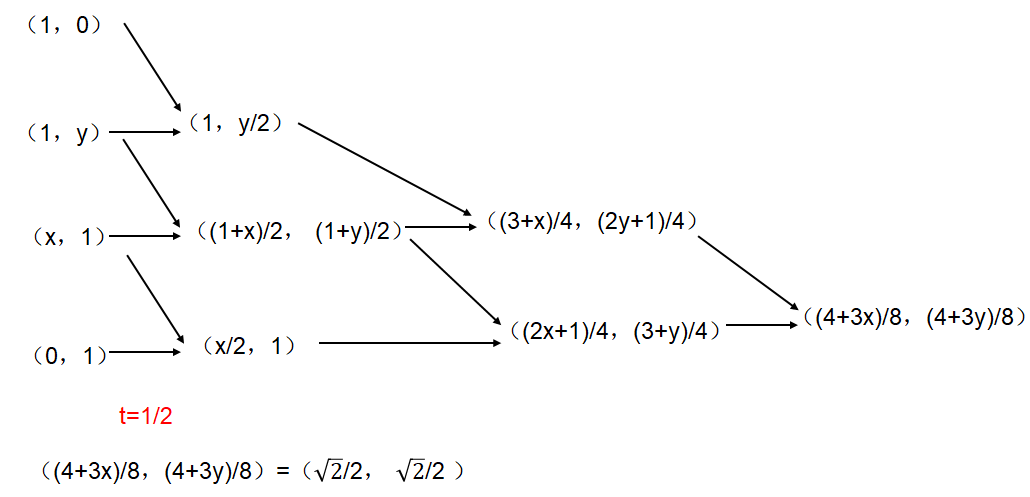 （1，0）
（1，y）
（1，y/2）
（x，1）
（(1+x)/2， （1+y)/2）
（(3+x)/4，(2y+1)/4）
（0，1）
（x/2，1）
（(2x+1)/4，(3+y)/4）
（(4+3x)/8，(4+3y)/8）
t=1/2
（(4+3x)/8，(4+3y)/8）=（√2/2， √2/2 ）